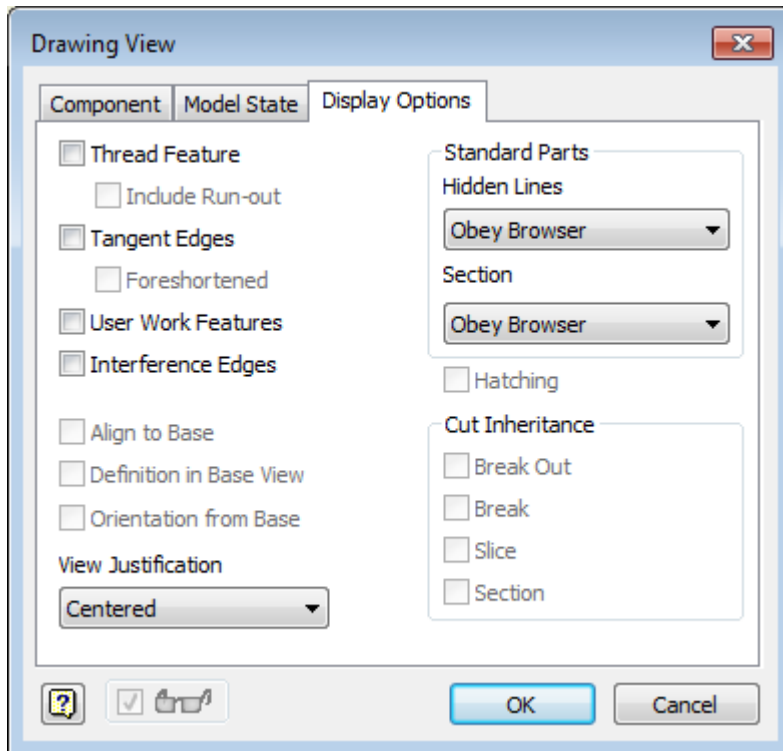 Drawing View
Component Model State Display Options
Thread Feature
Include Run-out
Tangent Edges
Foreshortened
User Work Features
Interference Edges
Align to Base
Definition in Base View
Orientation from Base
View Justification
Centered
Standard Parts
Hidden Lines
Obey Browser
Section
Obey Browser
Hatching
Cut Inheritance
Break Out
Break
Slice
Section
?
OK Cancel